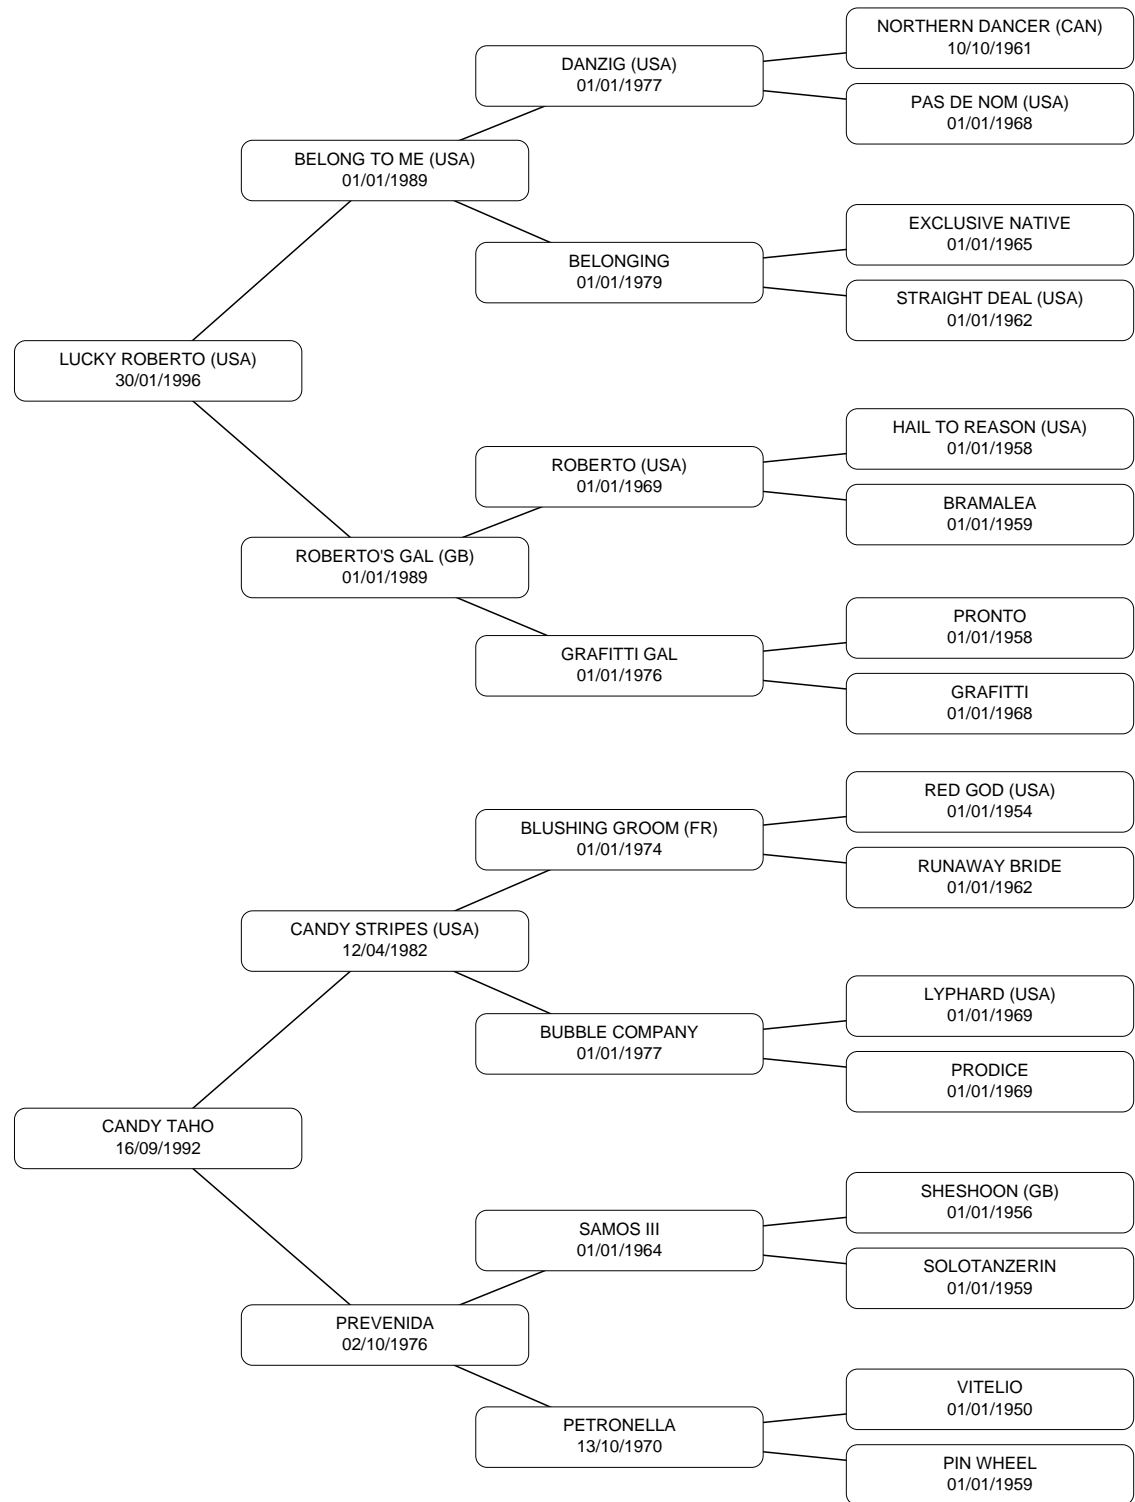 NORTHERN DANCER (CAN)
10/10/1961
DANZIG (USA)
01/01/1977
PAS DE NOM (USA)
01/01/1968
BELONG TO ME (USA)
01/01/1989
EXCLUSIVE NATIVE
01/01/1965
BELONGING
01/01/1979
STRAIGHT DEAL (USA)
01/01/1962
LUCKY ROBERTO (USA)
30/01/1996
HAIL TO REASON (USA)
01/01/1958
ROBERTO (USA)
01/01/1969
BRAMALEA
01/01/1959
ROBERTO'S GAL (GB)
01/01/1989
PRONTO
01/01/1958
GRAFITTI GAL
01/01/1976
GRAFITTI
01/01/1968
RED GOD (USA)
01/01/1954
BLUSHING GROOM (FR)
01/01/1974
RUNAWAY BRIDE
01/01/1962
CANDY STRIPES (USA)
12/04/1982
LYPHARD (USA)
01/01/1969
BUBBLE COMPANY
01/01/1977
PRODICE
01/01/1969
CANDY TAHO
16/09/1992
SHESHOON (GB)
01/01/1956
SAMOS III
01/01/1964
SOLOTANZERIN
01/01/1959
PREVENIDA
02/10/1976
VITELIO
01/01/1950
PETRONELLA
13/10/1970
PIN WHEEL
01/01/1959